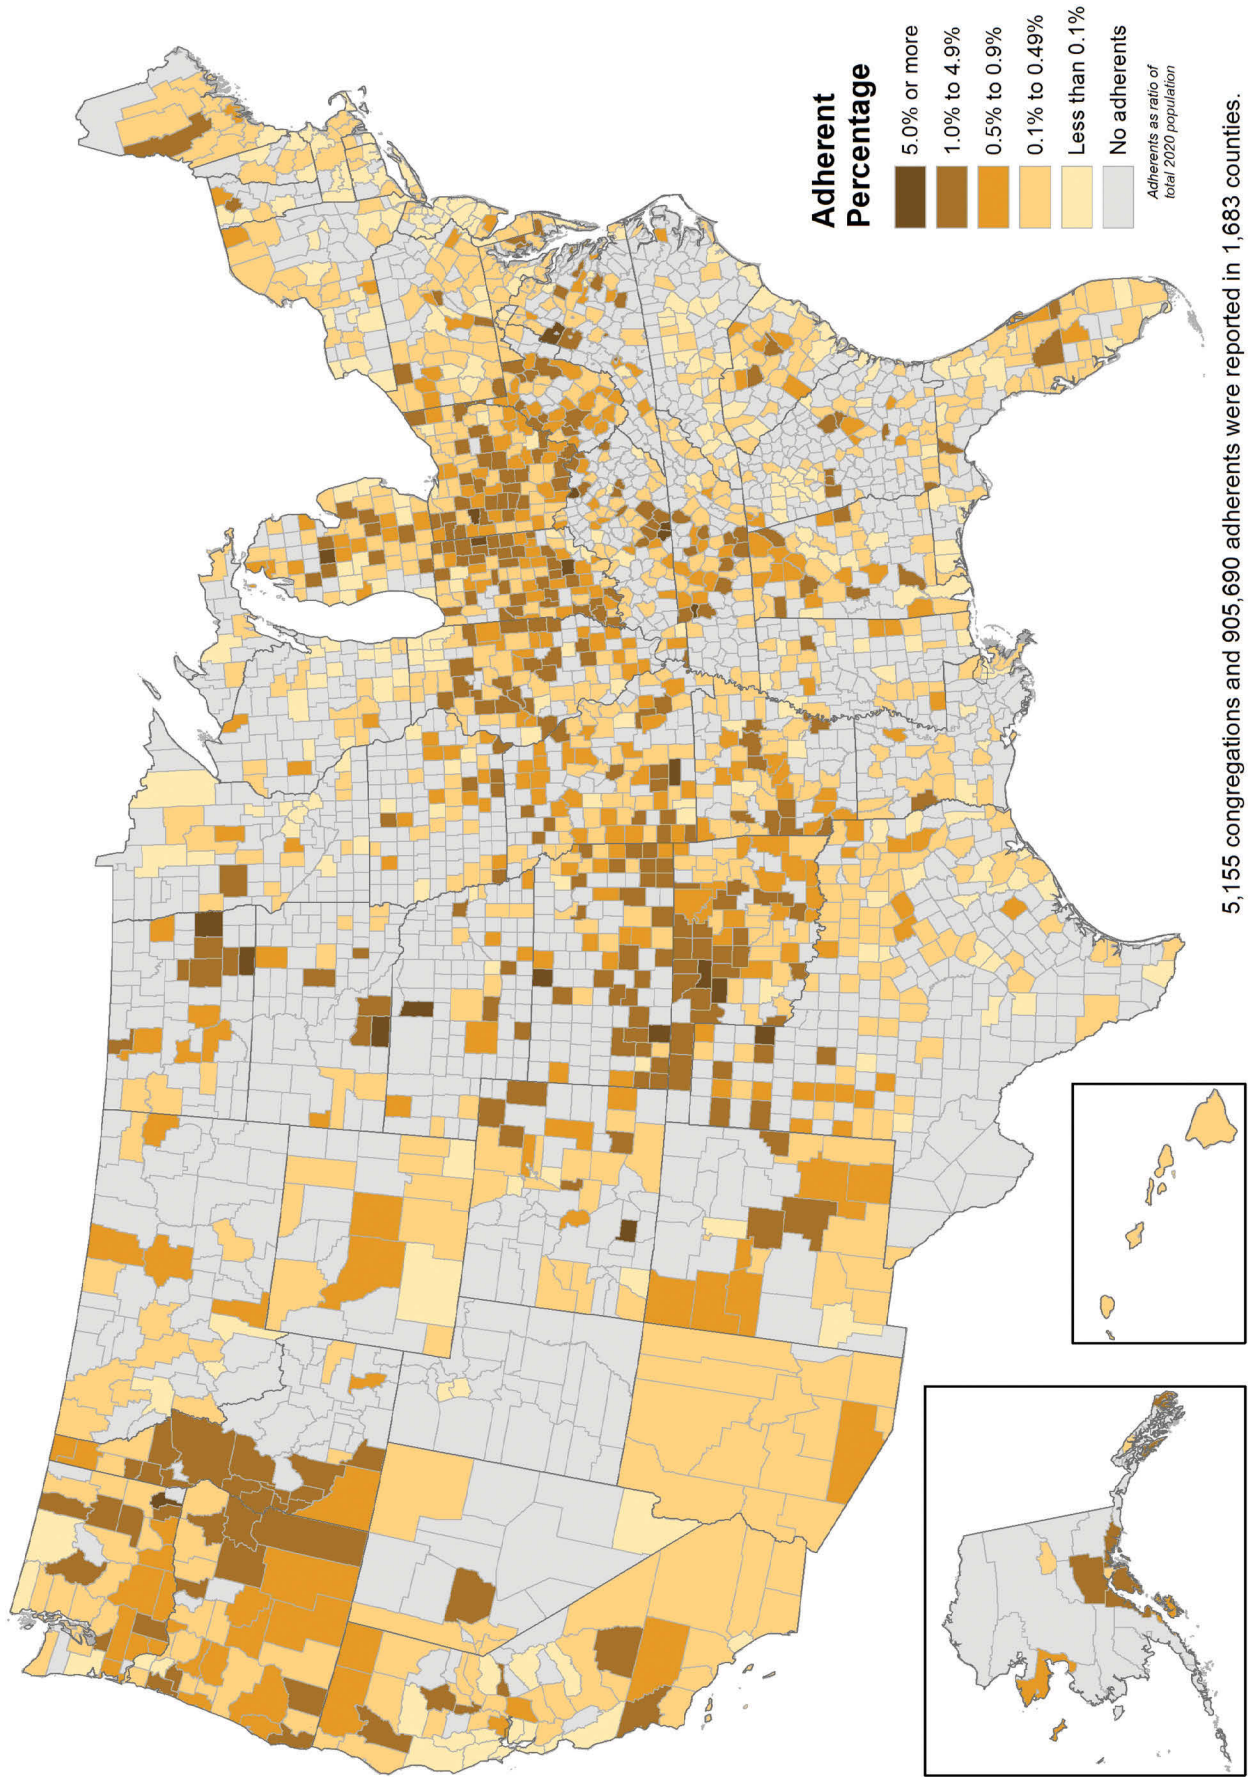 Adherent
Percentage
5.0% or more
1.0% to 4.9%
0.5% to 0.9%
0.1% to 0.49%
Less than 0.1%
No adherents
Adherents as ratio of
total 2020 population
5,155 congregations and 905,690 adherents were reported in 1,683 counties.